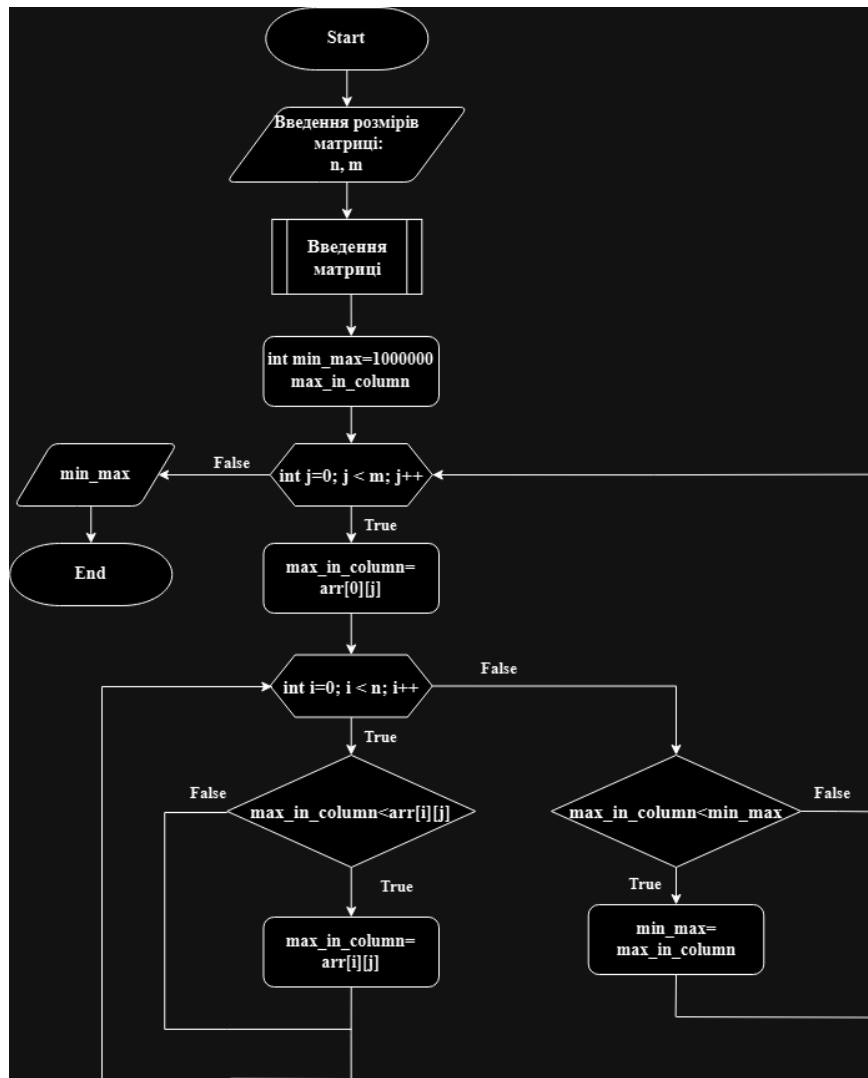 Start
Введення розмірів
матриці:
n, m
Введення
матриці
int min_max=1000000
max_in_column
int j=0; j < m; j++
False
min_max
End
True
max_in_column=
arr[0][j]
int i=0; i < n; i++
False
True
max_in_column<arr[i][j]
False
True
max_in_column=
arr[i][j]
max_in_column<min_max
False
True
min_max=
max_in_column